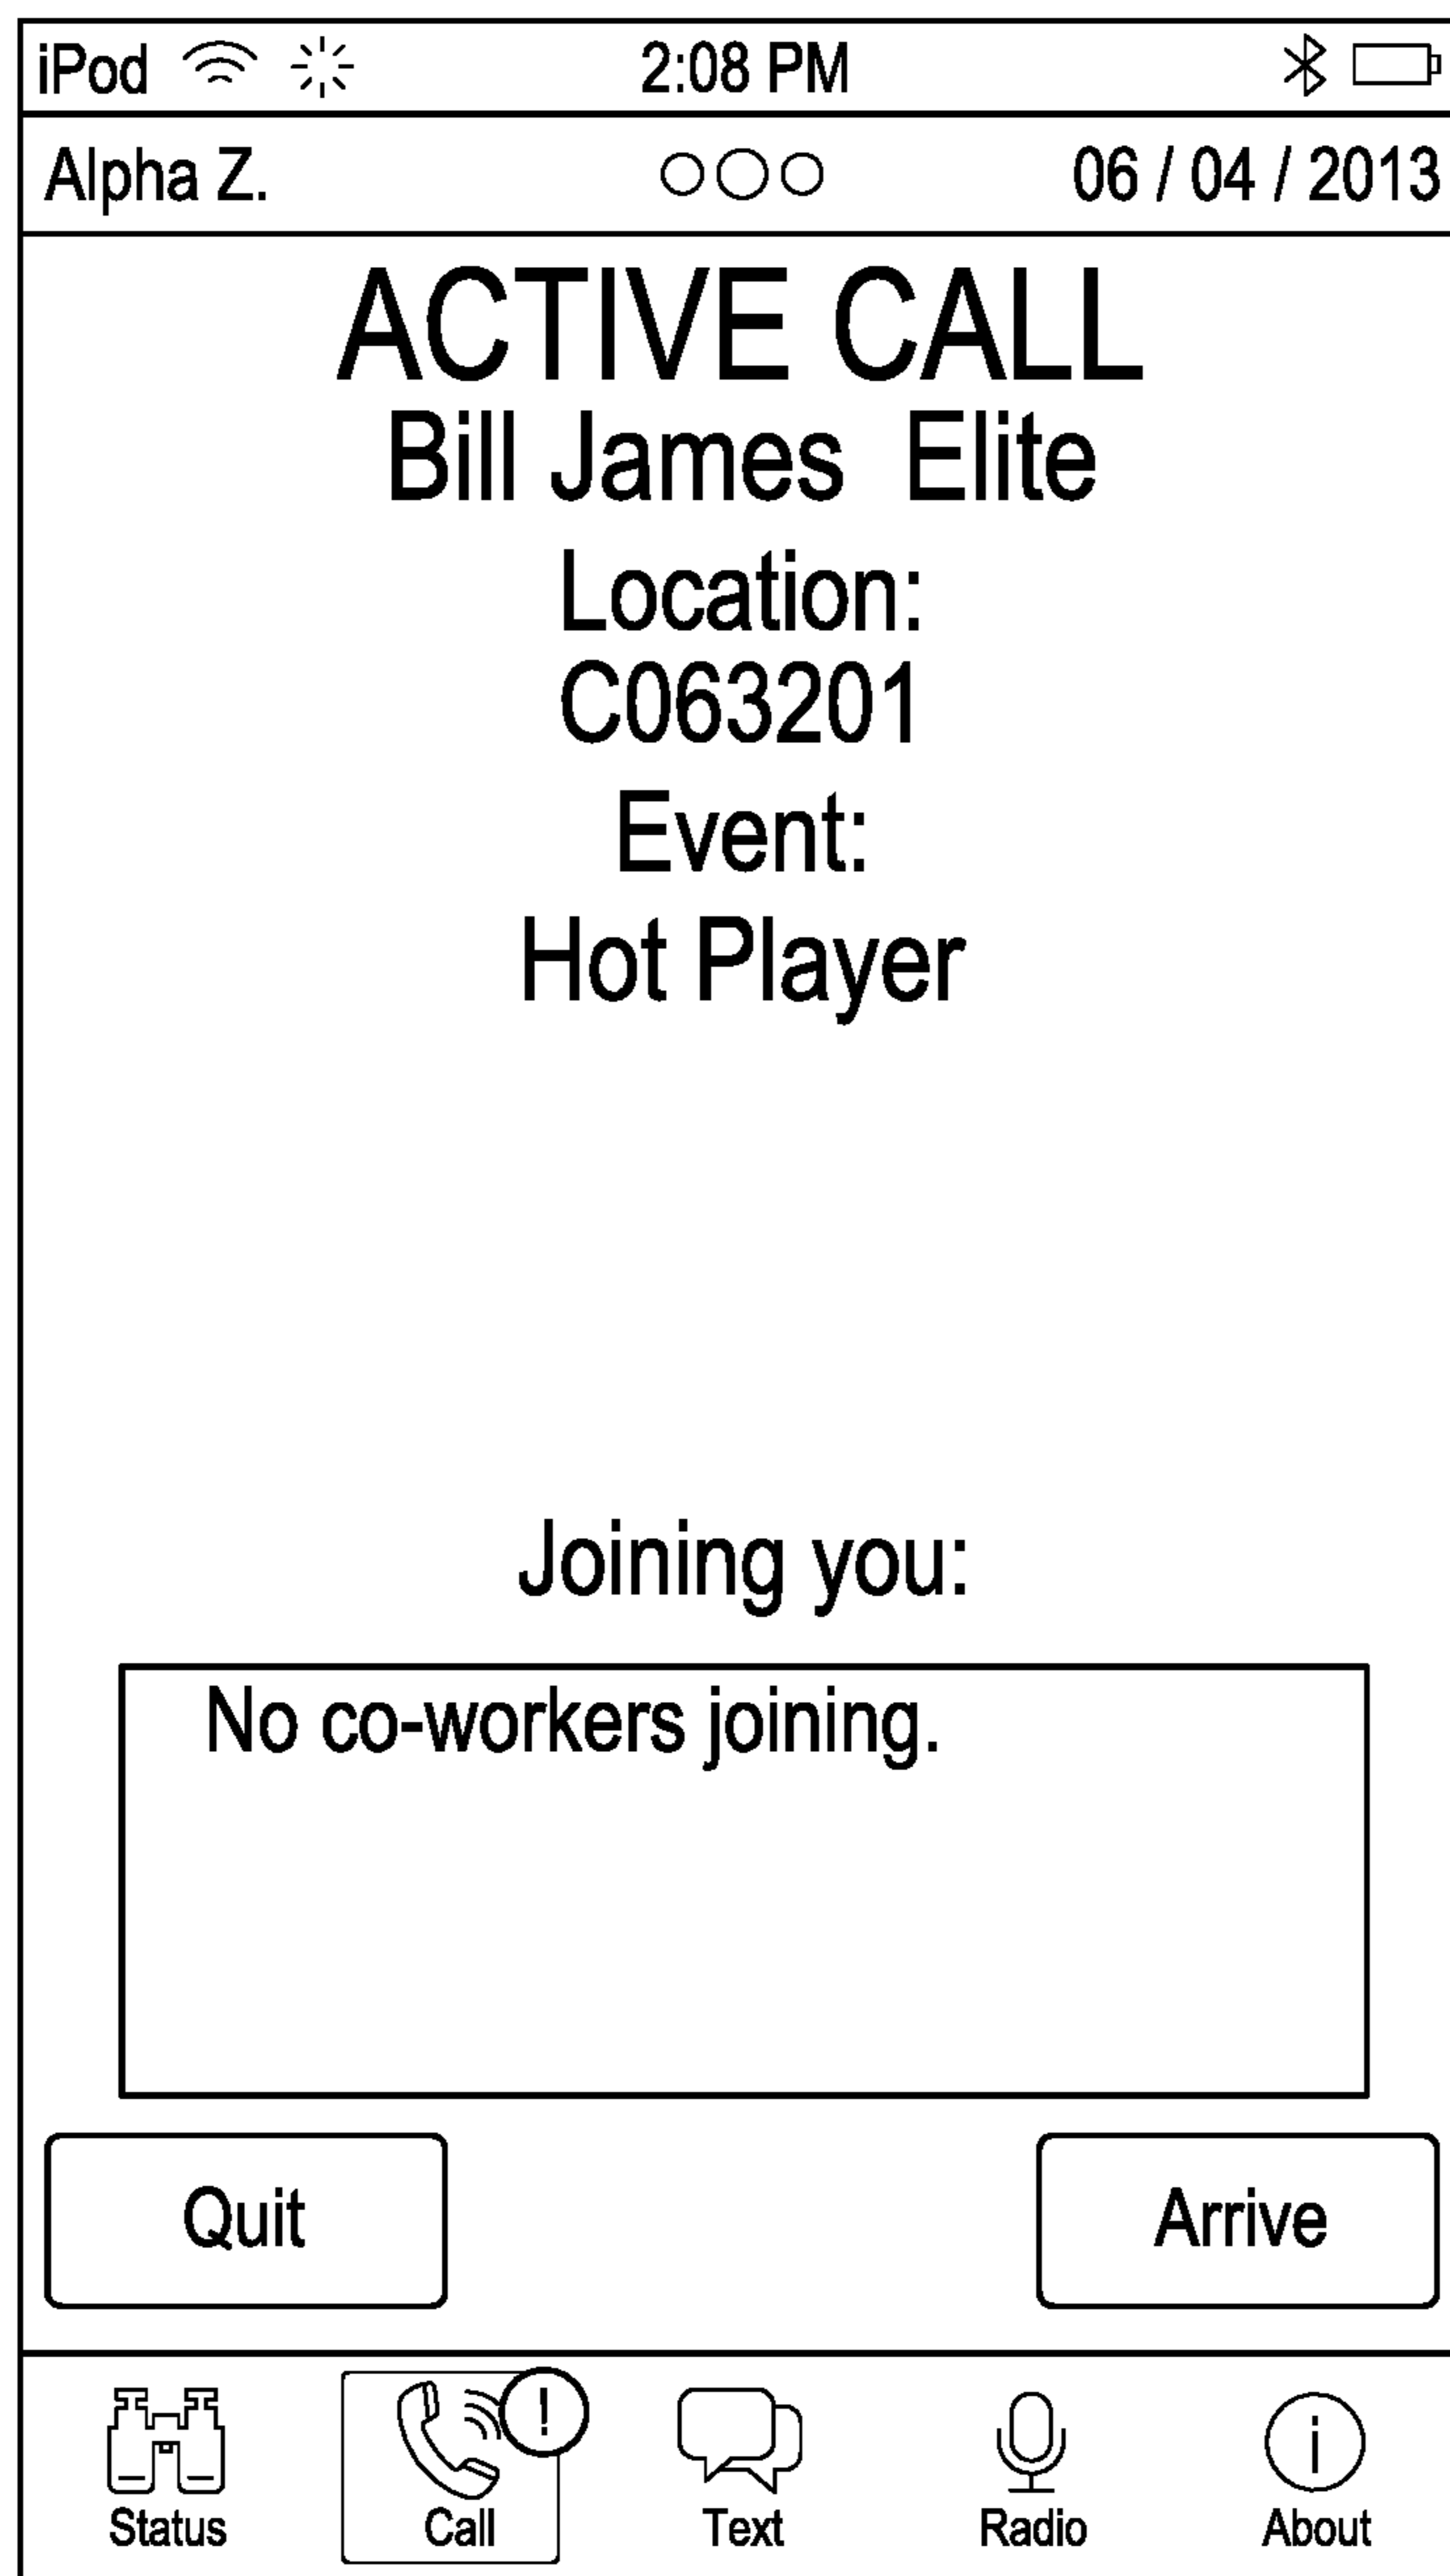 iPod 2:08 PM
Alpha Z. 06 / 04 / 2013
ACTIVE CALL
Bill James Elite
Location:
C063201
Event:
Hot Player
Joining you:
No co-workers joining.
Quit Arrive
!
i
Status Call Text Radio About